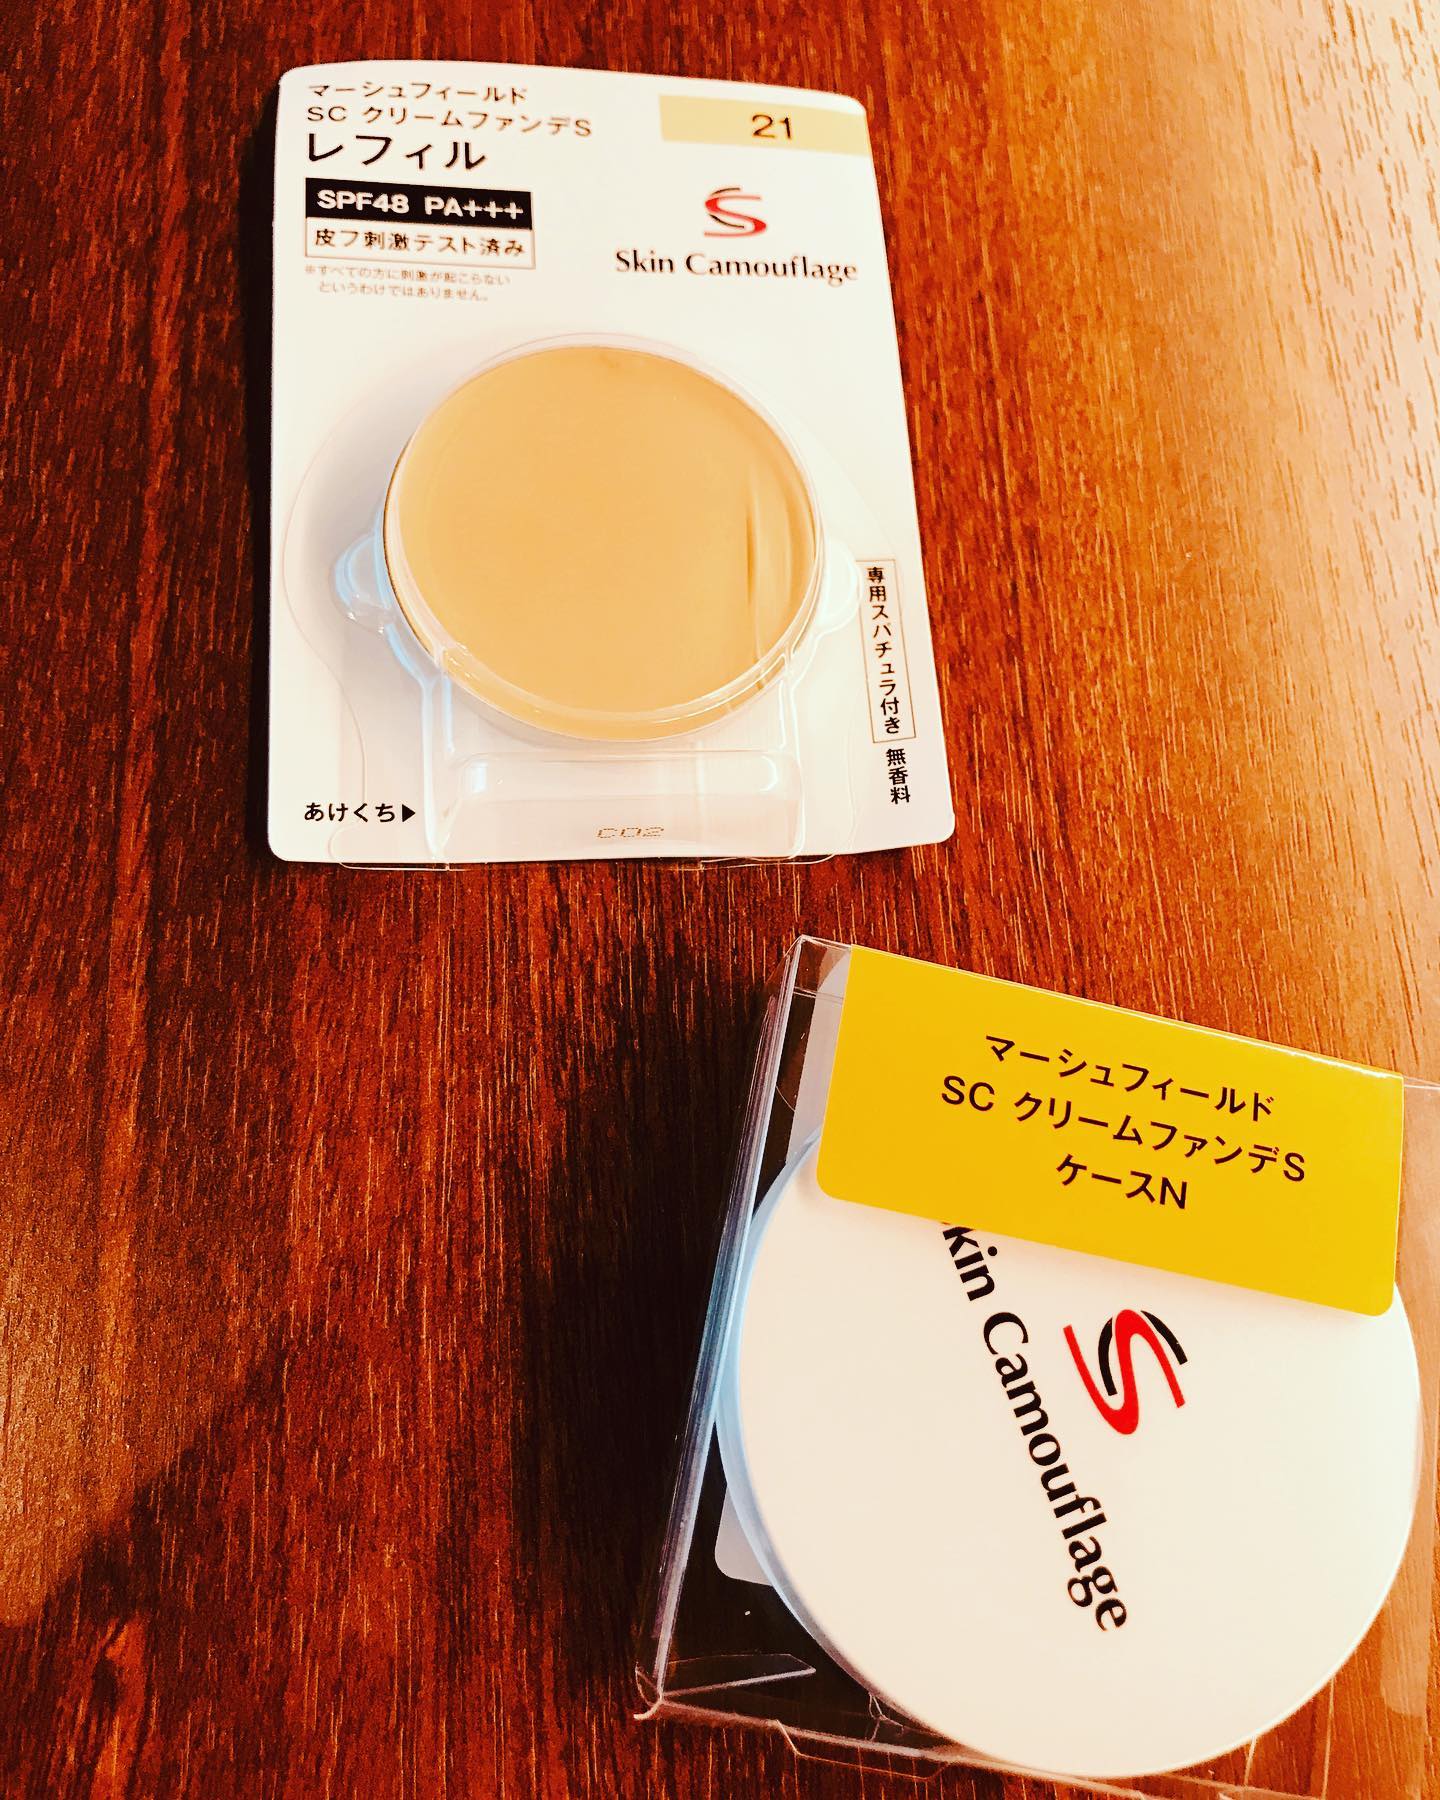 マーシュフィールド
SC クリームファンデS
レフィル
21
SPF48 PA+++
皮フ刺激テスト済み
※すべての方に刺激が起こらない
というわけではありません。
Skin Camouflage
専用スパチュラ付き
無香料
あけくち▶
C02
マーシュフィールド
SC クリームファンデS
ケースN
kin Camouflage